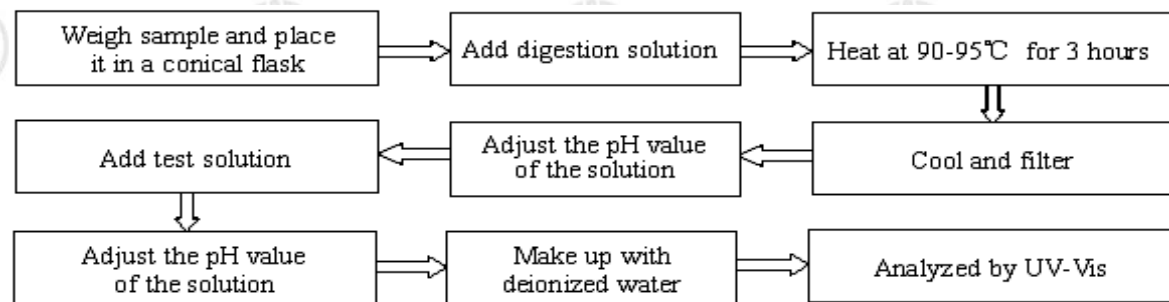 Weigh sample and place
it in a conical flask
Add digestion solution
Heat at 90-95℃ for 3 hours
Cool and filter
Adjust the pH value
of the solution
Add test solution
Adjust the pH value
of the solution
Make up with
deionized water
Analyzed by UV-Vis